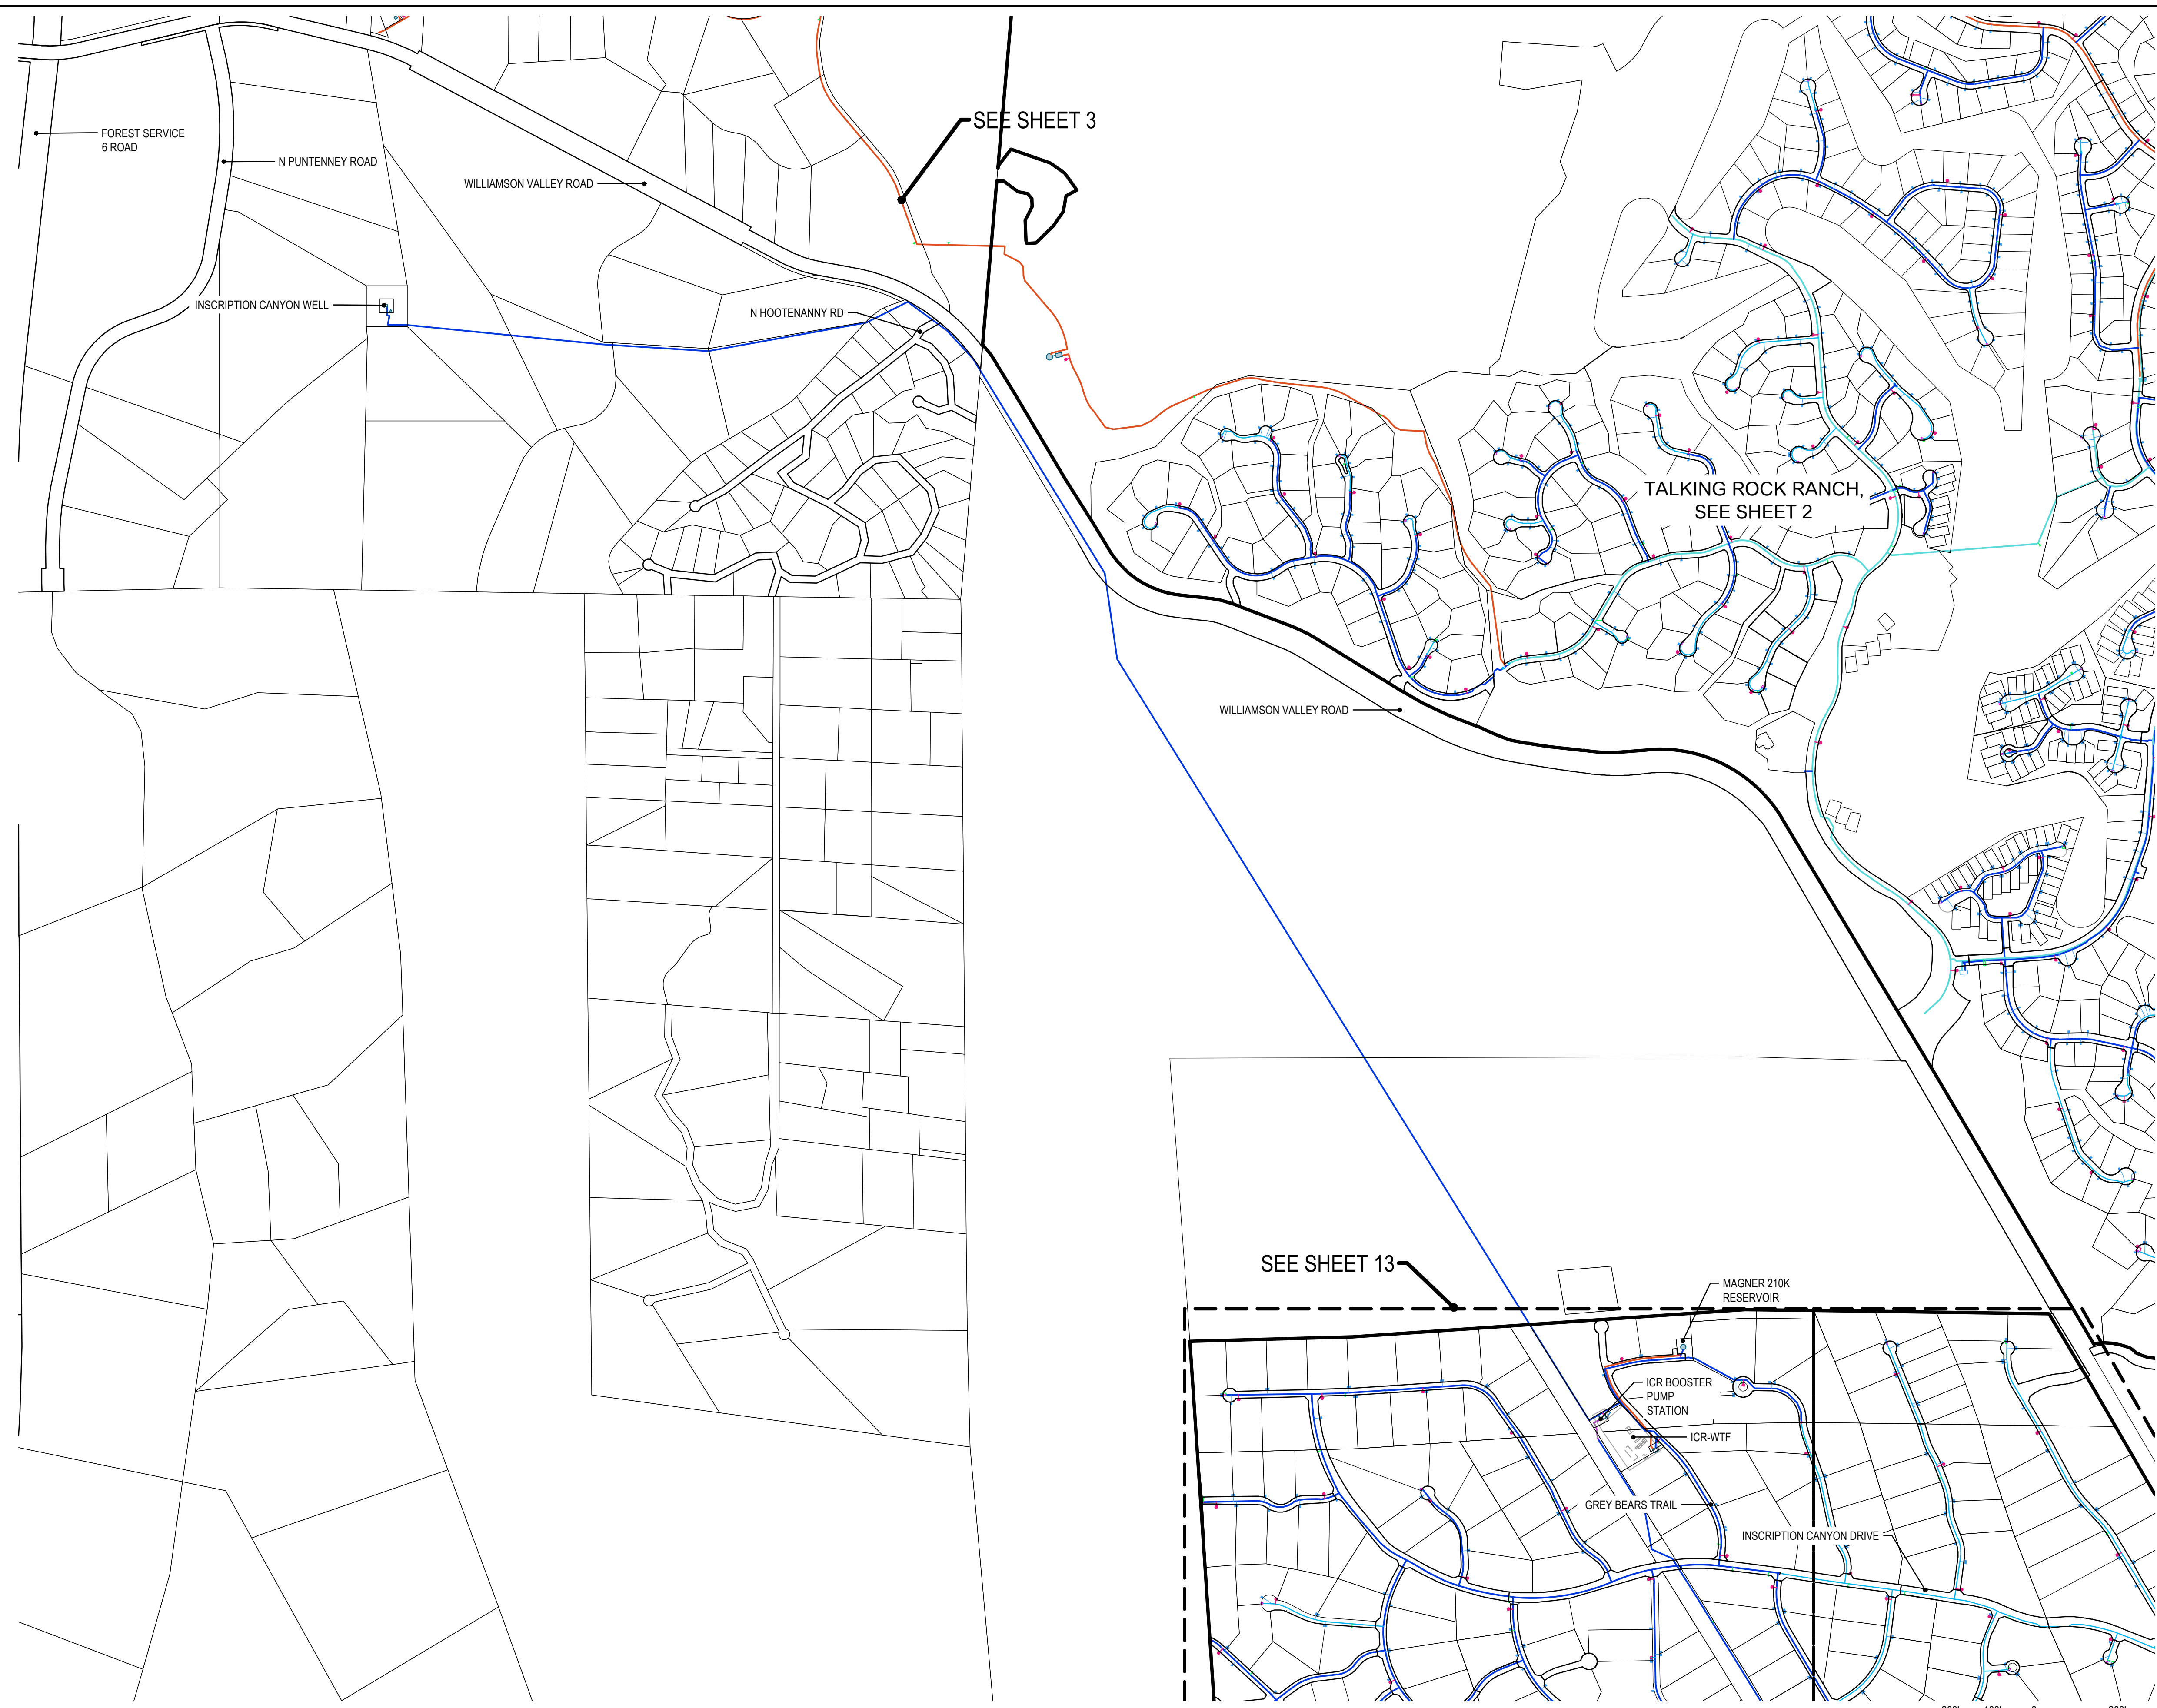 SEE SHEET 3
FOREST SERVICE
6 ROAD
N PUNTENNEY ROAD
WILLIAMSON VALLEY ROAD
INSCRIPTION CANYON WELL
N HOOTENANNY RD
TALKING ROCK RANCH,
SEE SHEET 2
WILLIAMSON VALLEY ROAD
SEE SHEET 13
MAGNER 210K
RESERVOIR
ICR BOOSTER
PUMP
STATION
ICR-WTF
GREY BEARS TRAIL
INSCRIPTION CANYON DRIVE